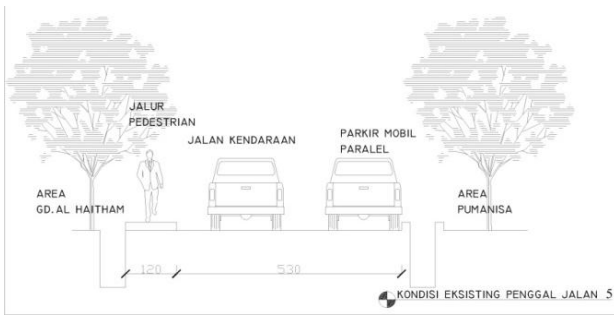 JALUR
PEDESTRIAN
JALAN KENDARAAN
PARKIR MOBIL
PARALEL
AREA
GD.AL HAITHAM
AREA
PUMANISA
120
530
KONDISI EKSISTING PENGGAL JALAN 5